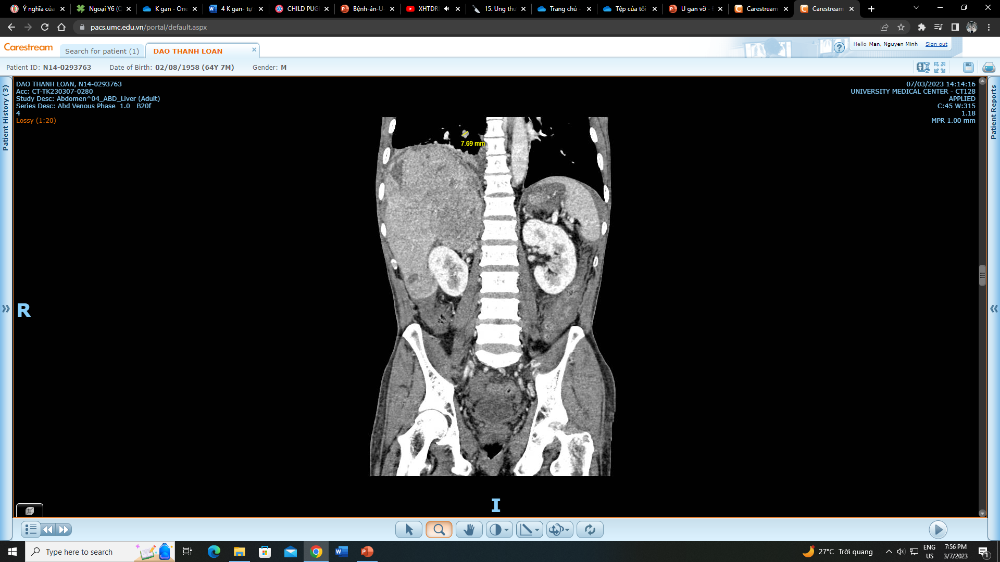 Ý nghĩa của
Ngoại Y6 (C
K gan - One
4 K gan- tự
CHILD PUG
Bệnh-án-U-
XHTDR
15. Ung thư
Trang chủ -
Tệp của tôi
U gan vỡ -
Carestream
Carestream
pacs.umc.edu.vn/portal/default.aspx
Carestream
Search for patient (1)
DAO THANH LOAN
Hello Man, Nguyen Minh Sign out
Patient ID: N14-0293763 Date of Birth: 02/08/1958 (64Y 7M) Gender: M
Patient History (3)
Patient Reports
DAO THANH LOAN, N14-0293763
Acc: CT-TK230307-0280
Study Desc: Abdomen^04_ABD_Liver (Adult)
Series Desc: Abd Venous Phase 1.0 B20f
4
Lossy (1:20)
07/03/2023 14:14:16
UNIVERSITY MEDICAL CENTER - CT128
APPLIED
C:45 W:315
1.18
MPR 1.00 mm
7.69 mm
R
I
Type here to search
27°C Trời quang
ENG
US
7:56 PM
3/7/2023
1